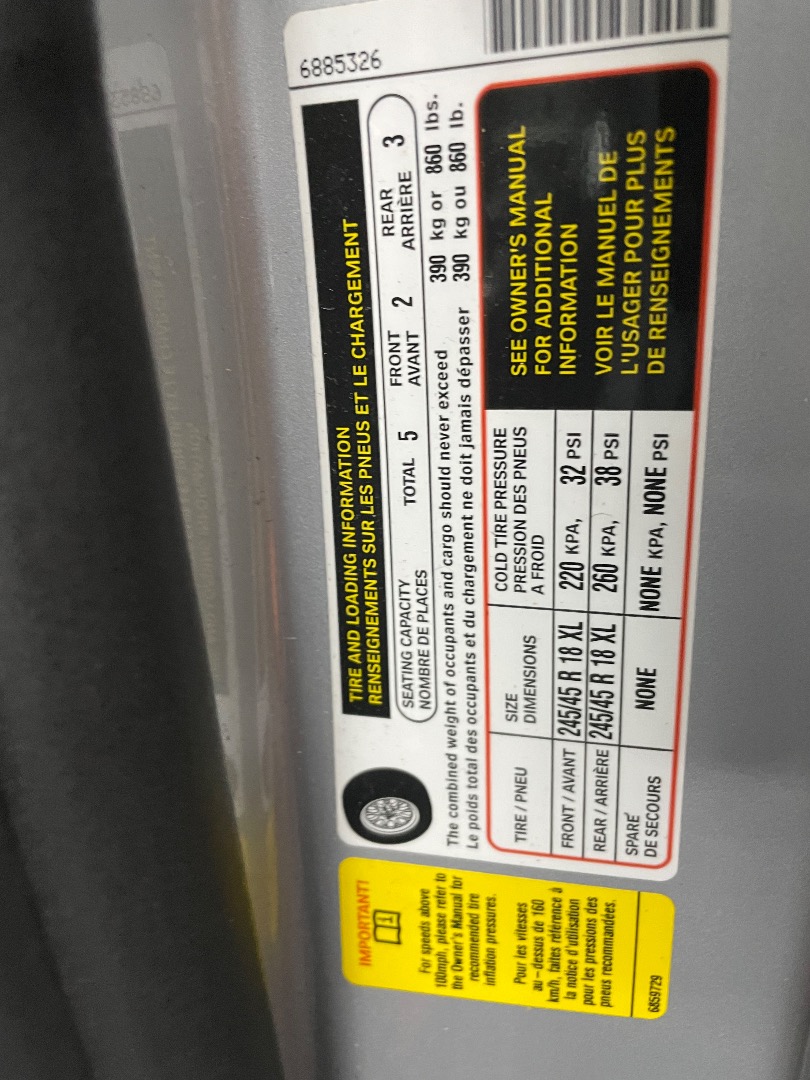 6885326
TIRE AND LOADING INFORMATION
RENSEIGNEMENTS SUR LES PNEUS ET LE CHARGEMENT
SEATING CAPACITY
NOMBRE DE PLACES
TOTAL 5
FRONT
AVANT
2
REAR
ARRIÈRE
3
The combined weight of occupants and cargo should never exceed 390 kg or 860 lbs.
Le poids total des occupants et du chargement ne doit jamais dépasser 390 kg ou 860 lb.
TIRE / PNEU
SIZE
DIMENSIONS
COLD TIRE PRESSURE
PRESSION DES PNEUS
A FROID
FRONT / AVANT 245/45 R 18 XL 220 KPA, 32 PSI
REAR / ARRIÈRE 245/45 R 18 XL 260 KPA, 38 PSI
SPARE
DE SECOURS
NONE
NONE KPA, NONE PSI
SEE OWNER'S MANUAL
FOR ADDITIONAL
INFORMATION
VOIR LE MANUEL DE
L'USAGER POUR PLUS
DE RENSEIGNEMENTS
IMPORTANT!
For speeds above
100mph, please refer to
the Owner's Manual for
recommended tire
inflation pressures.
Pour les vitesses
au-dessus de 160
km/h, faites référence à
la notice d'utilisation
pour les pressions des
pneus recommandées.
6859729